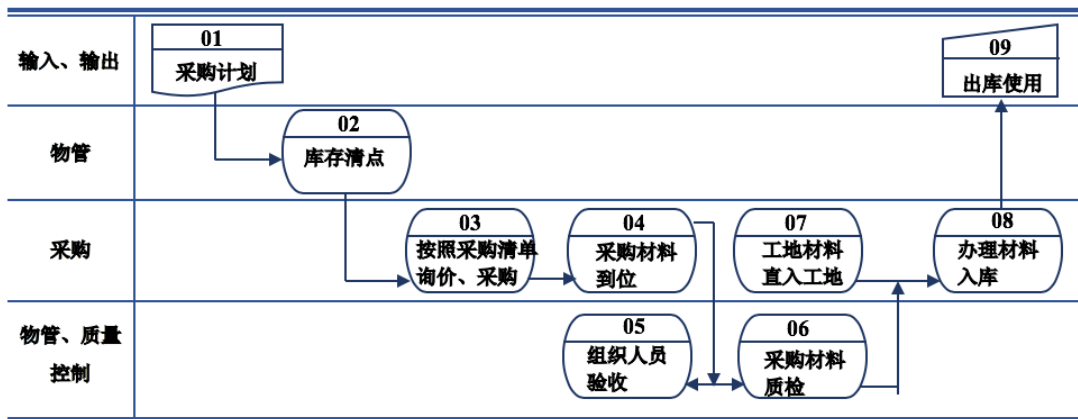 输入、输出
01
采购计划
09
出库使用
物管
02
库存清点
采购
03
按照采购清单
询价、采购
04
采购材料
到位
07
工地材料
直入工地
08
办理材料
入库
物管、质量
控制
05
组织人员
验收
06
采购材料
质检